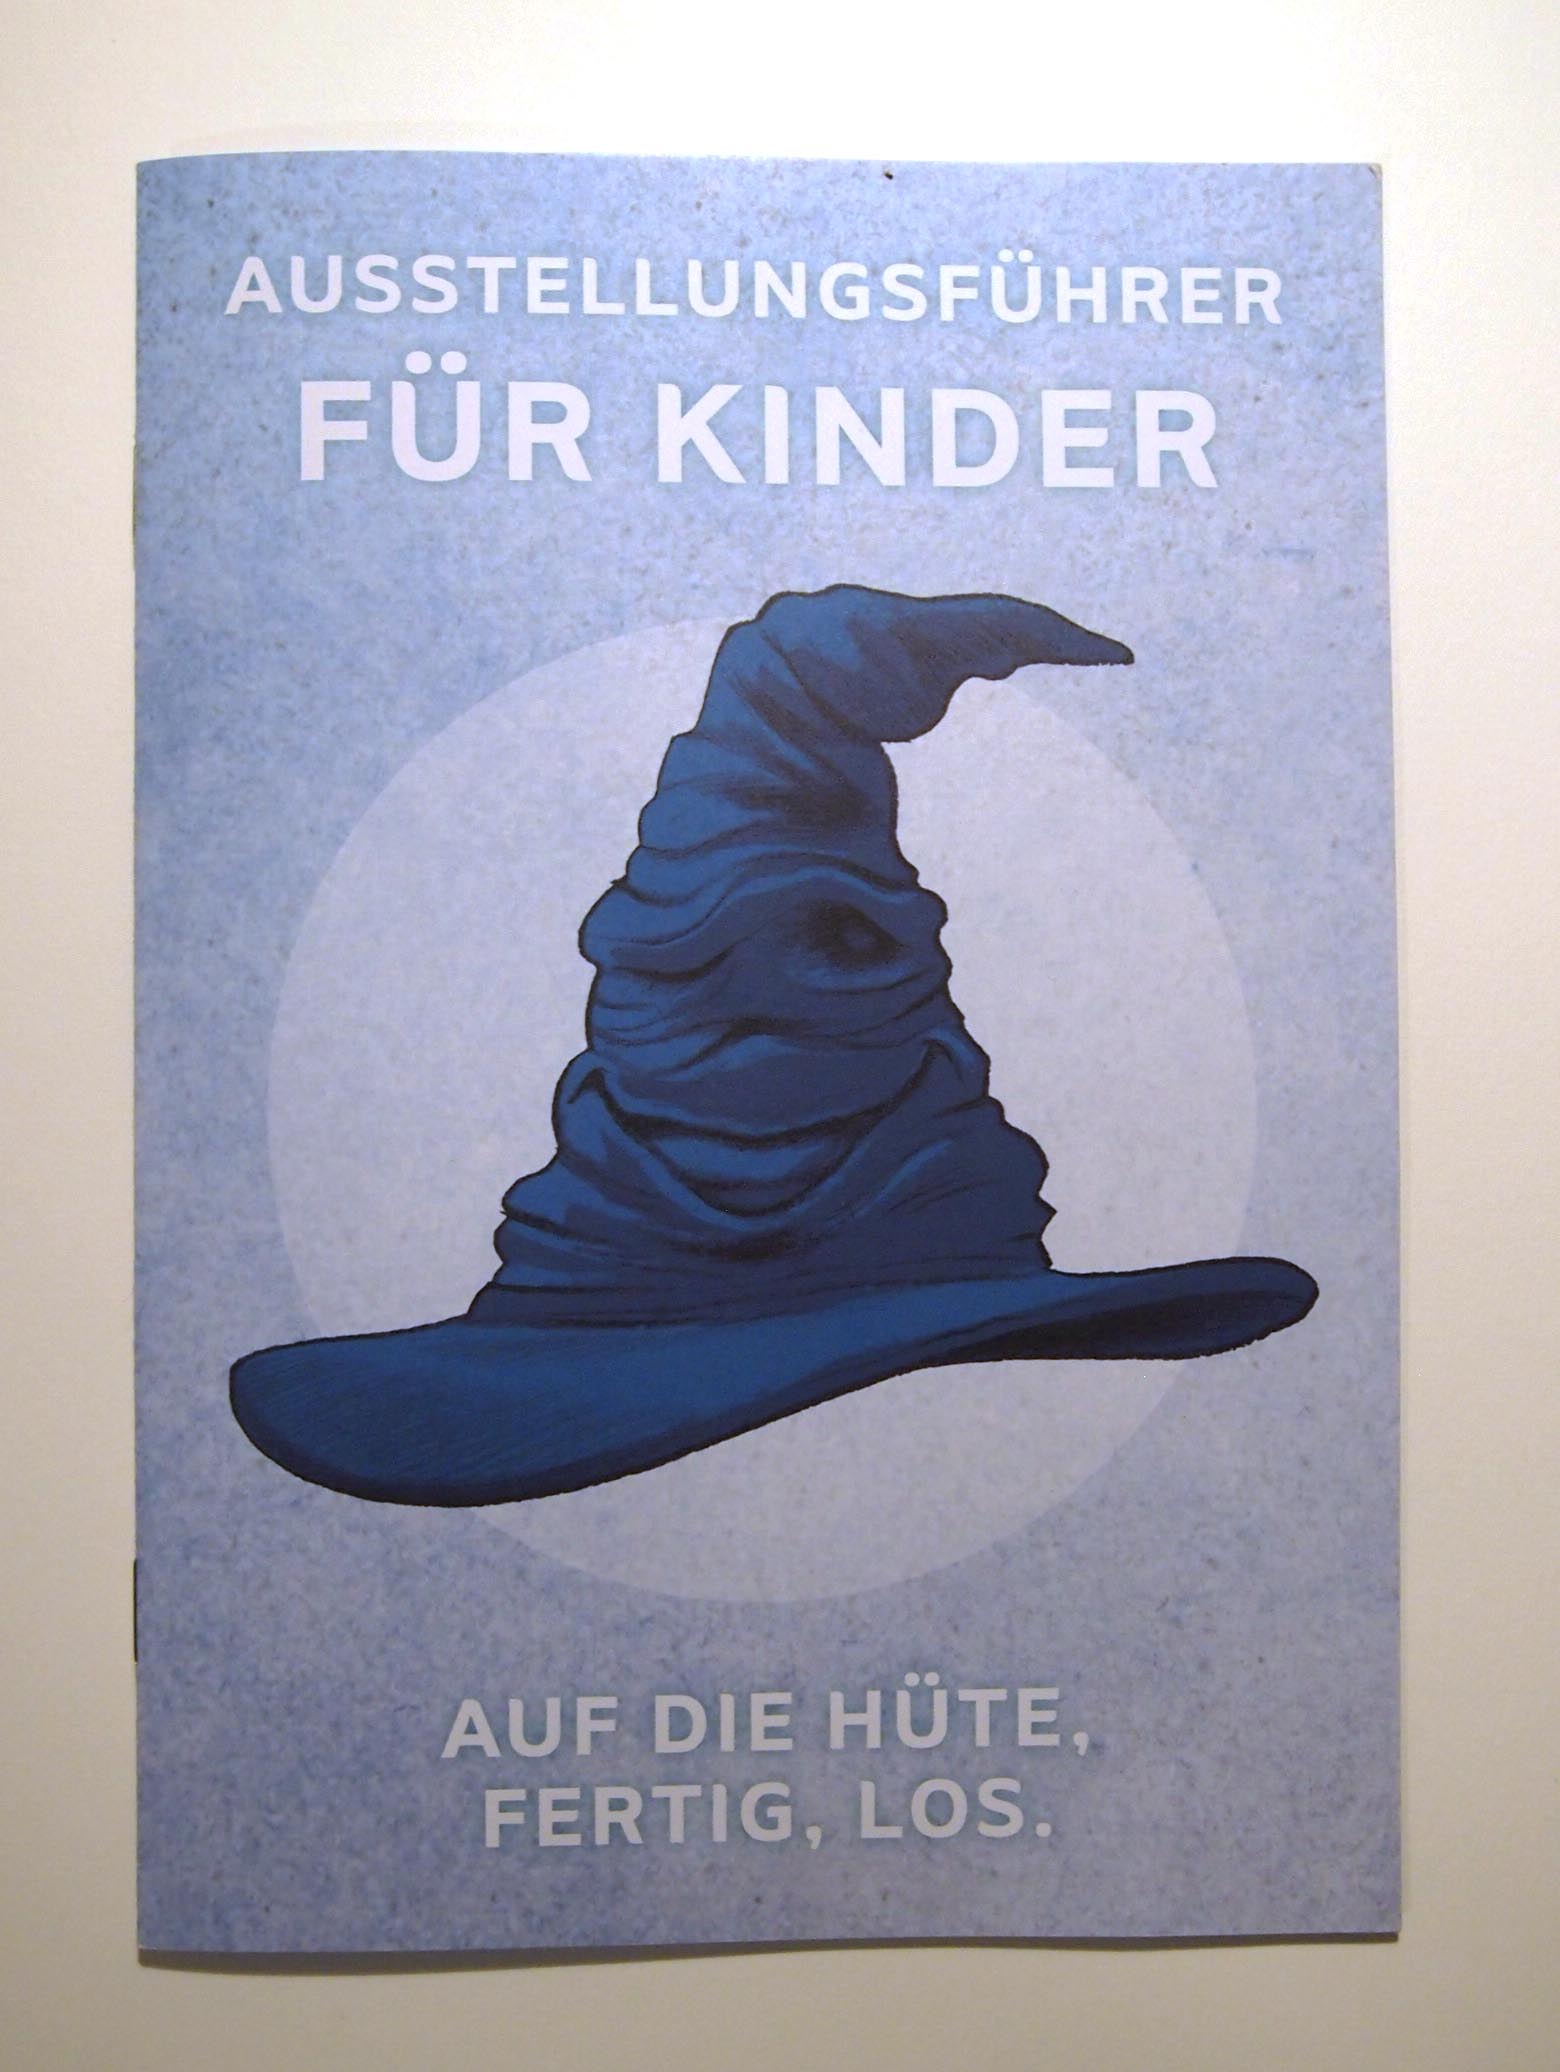 AUSSTELLUNGSFÜHRER
FÜR KINDER
AUF DIE HÜTE,
FERTIG, LOS.